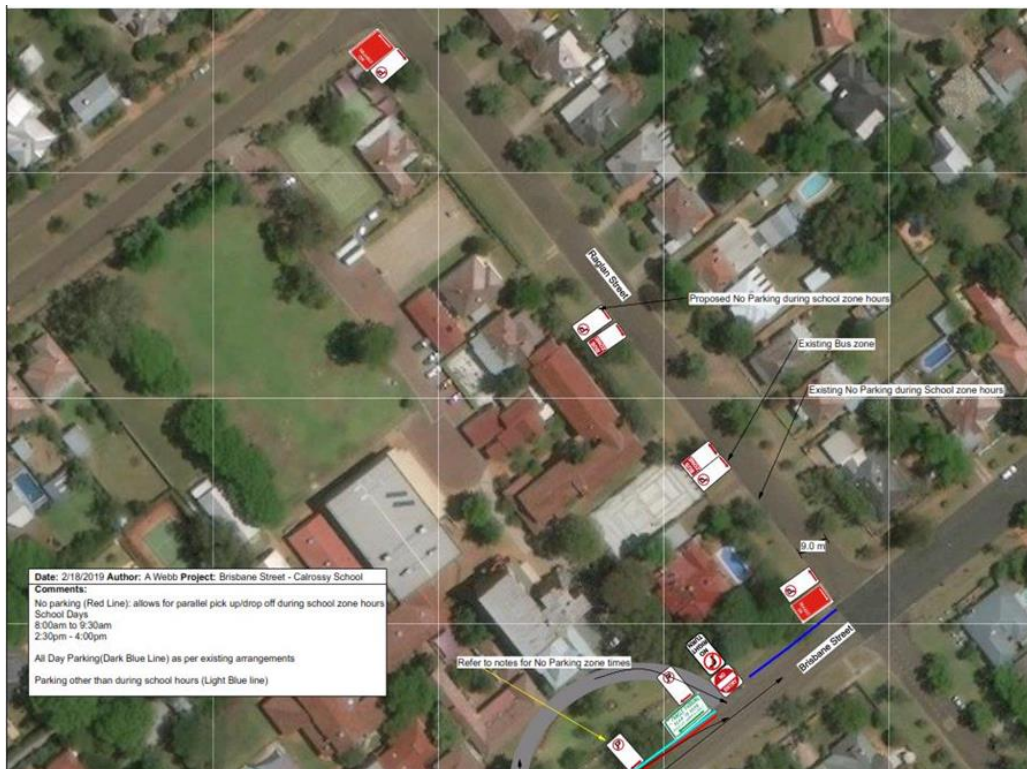 Raglan Street
Proposed No Parking during school zone hours
Existing Bus zone
Existing No Parking during School zone hours
9.0 m
Brisbane Street
Refer to notes for No Parking zone times
NO
RIGHT
TURN
Date: 2/18/2019 Author: A Webb Project: Brisbane Street - Calrossy School
Comments:
No parking (Red Line): allows for parallel pick up/drop off during school zone hours
School Days
8:00am to 9:30am
2:30pm - 4:00pm
All Day Parking(Dark Blue Line) as per existing arrangements
Parking other than during school hours (Light Blue line)